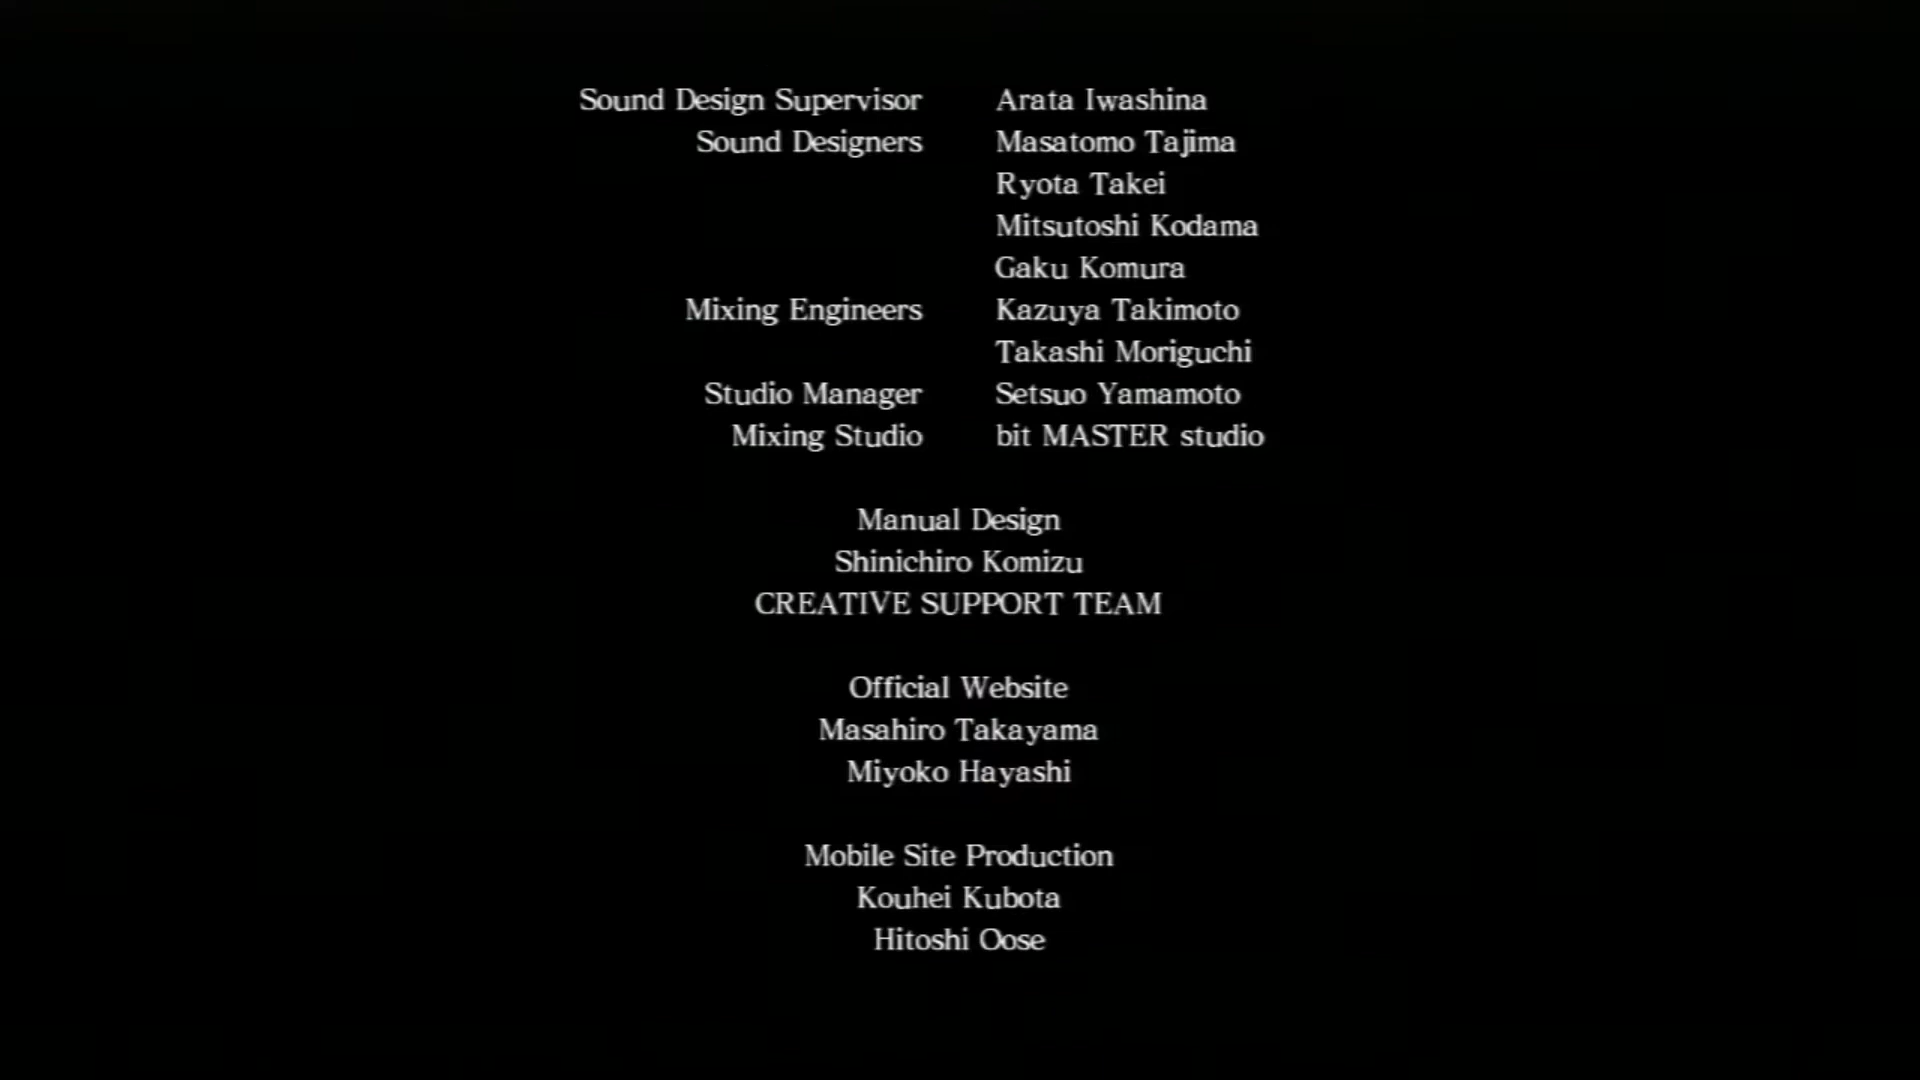 Sound Design Supervisor Arata Iwashina
Sound Designers Masatomo Tajima
Ryota Takei
Mitsutoshi Kodama
Gaku Komura
Mixing Engineers Kazuya Takimoto
Takashi Moriguchi
Studio Manager Setsuo Yamamoto
Mixing Studio bit MASTER studio
Manual Design
Shinichiro Komizu
CREATIVE SUPPORT TEAM
Official Website
Masahiro Takayama
Miyoko Hayashi
Mobile Site Production
Kouhei Kubota
Hitoshi Oose